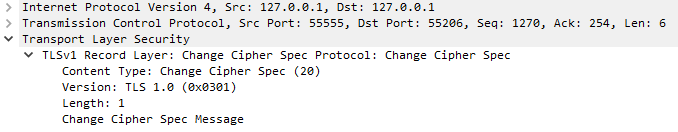 Internet Protocol Version 4, Src: 127.0.0.1, Dst: 127.0.0.1
Transmission Control Protocol, Src Port: 55555, Dst Port: 55206, Seq: 1270, Ack: 254, Len: 6
Transport Layer Security
TLSv1 Record Layer: Change Cipher Spec Protocol: Change Cipher Spec
Content Type: Change Cipher Spec (20)
Version: TLS 1.0 (0x0301)
Length: 1
Change Cipher Spec Message